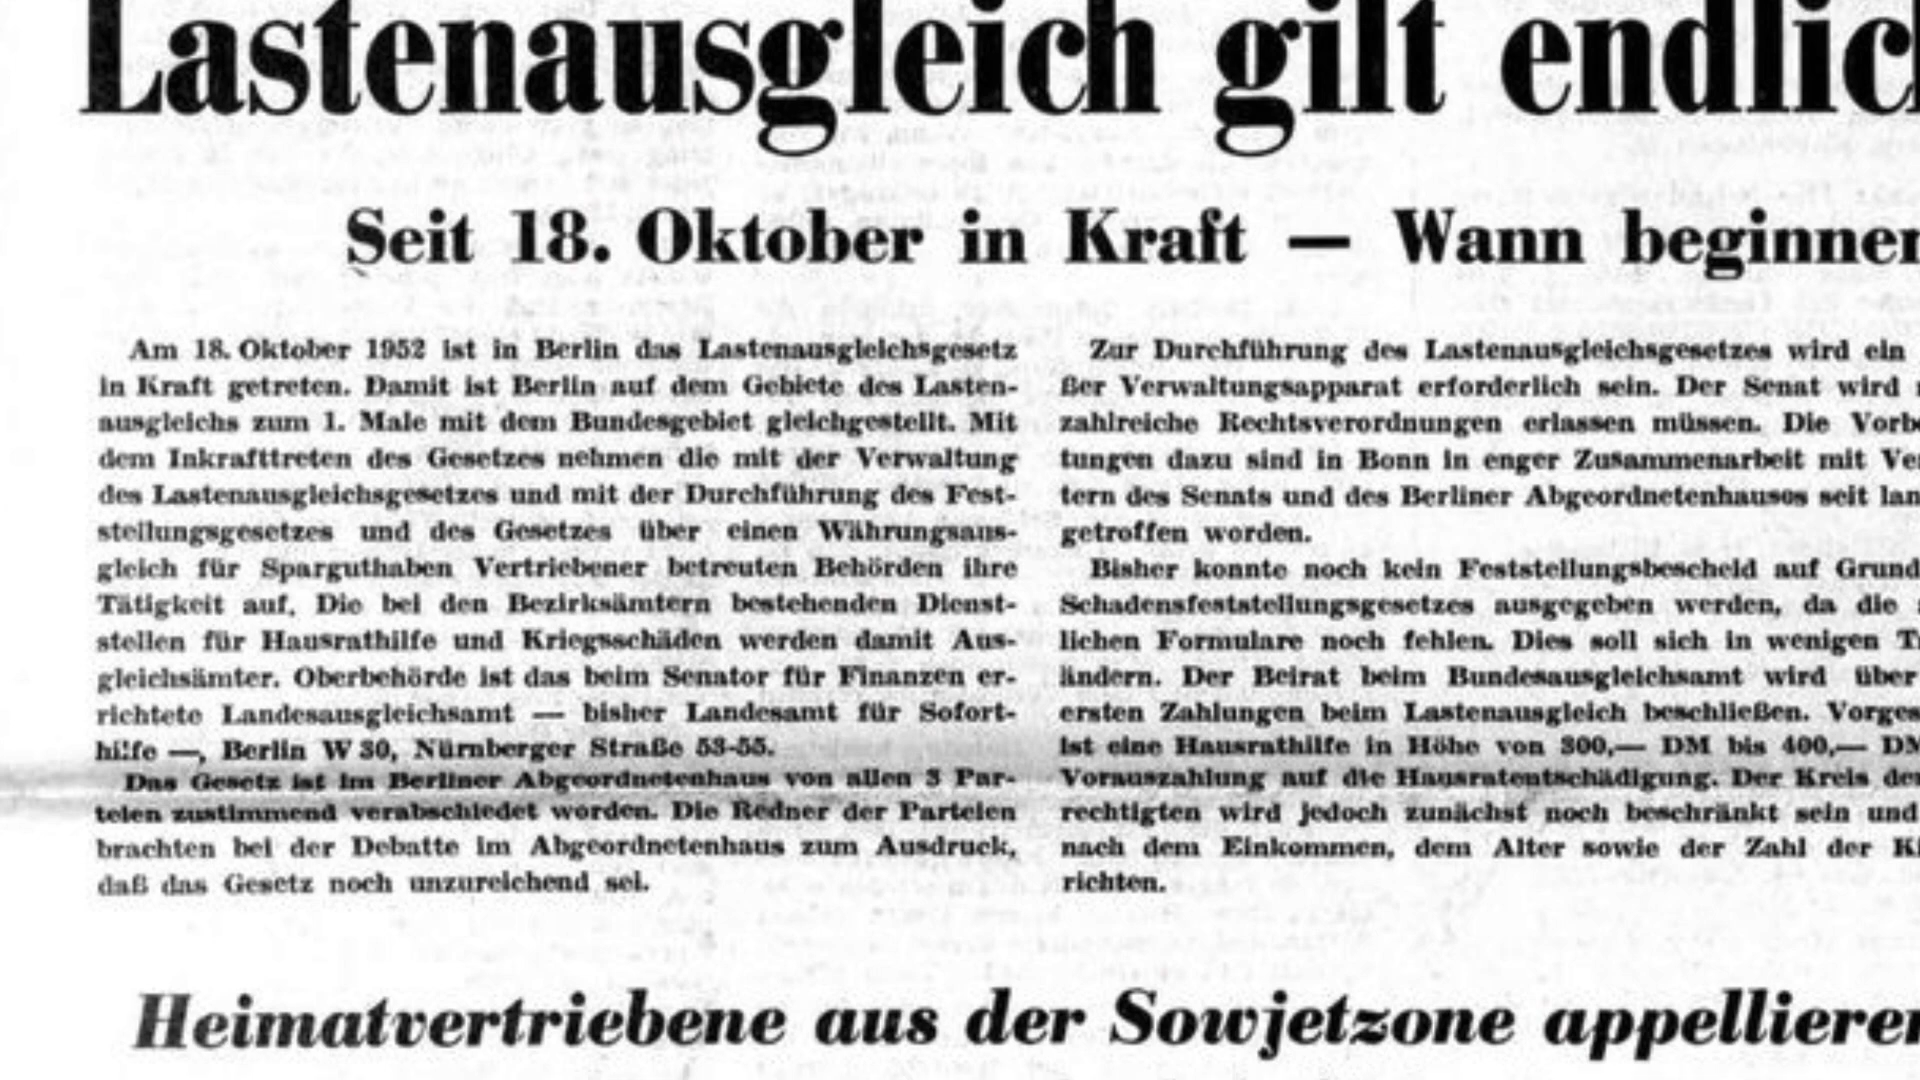 Lastenausgleich gilt endlich
Seit 18. Oktober in Kraft — Wann beginnen
Am 18. Oktober 1952 ist in Berlin das Lastenausgleichsgesetz
in Kraft getreten. Damit ist Berlin auf dem Gebiete des Lasten-
ausgleichs zum 1. Male mit dem Bundesgebiet gleichgestellt. Mit
dem Inkrafttreten des Gesetzes nehmen die mit der Verwaltung
des Lastenausgleichsgesetzes und mit der Durchführung des Fest-
stellungsgesetzes und des Gesetzes über einen Währungsaus-
gleich für Sparguthaben Vertriebener betreuten Behörden ihre
Tätigkeit auf. Die bei den Bezirksämtern bestehenden Dienst-
stellen für Hausrathilfe und Kriegsschäden werden damit Aus-
gleichsämter. Oberbehörde ist das beim Senator für Finanzen er-
richtete Landesausgleichsamt — bisher Landesamt für Sofort-
hilfe —, Berlin W 30, Nürnberger Straße 53-55.
Das Gesetz ist im Berliner Abgeordnetenhaus von allen 3 Par-
teien zustimmend verabschiedet worden. Die Redner der Parteien
brachten bei der Debatte im Abgeordnetenhaus zum Ausdruck,
daß das Gesetz noch unzureichend sei.
Zur Durchführung des Lastenausgleichsgesetzes wird ein
ßer Verwaltungsapparat erforderlich sein. Der Senat wird
zahlreiche Rechtsverordnungen erlassen müssen. Die Vorbe
tungen dazu sind in Bonn in enger Zusammenarbeit mit Ve
tern des Senats und des Berliner Abgeordnetenhauses seit lan
getroffen worden.
Bisher konnte noch kein Feststellungsbescheid auf Grund
Schadensfeststellungsgesetzes ausgegeben werden, da die
lichen Formulare noch fehlen. Dies soll sich in wenigen T
ändern. Der Beirat beim Bundesausgleichsamt wird über
ersten Zahlungen beim Lastenausgleich beschließen. Vorges
ist eine Hausrathilfe in Höhe von 300,— DM bis 400,— DM
Vorauszahlung auf die Hausratentschädigung. Der Kreis de
rechtigten wird jedoch zunächst noch beschränkt sein und
nach dem Einkommen, dem Alter sowie der Zahl der Ki
richten.
Heimatvertriebene aus der Sowjetzone appellieren